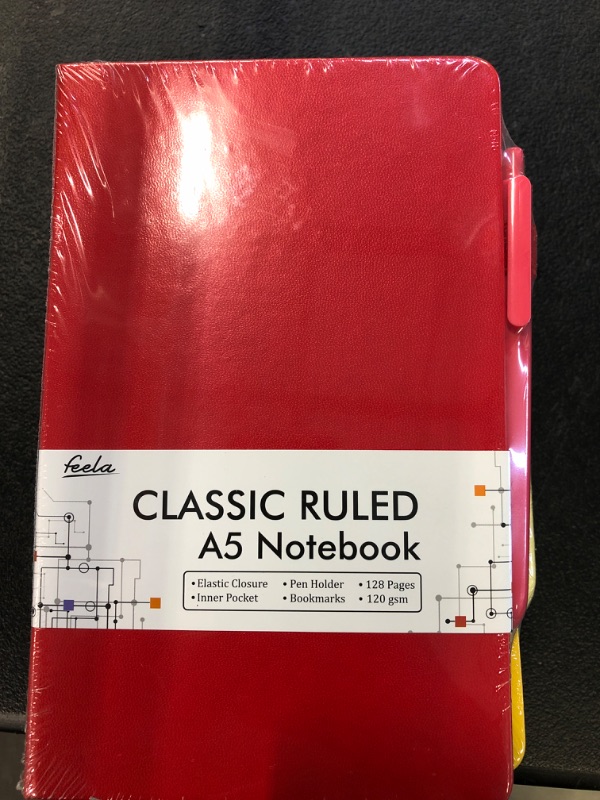 feela
CLASSIC RULED
A5 Notebook
• Elastic Closure • Pen Holder • 128 Pages
• Inner Pocket • Bookmarks • 120 gsm